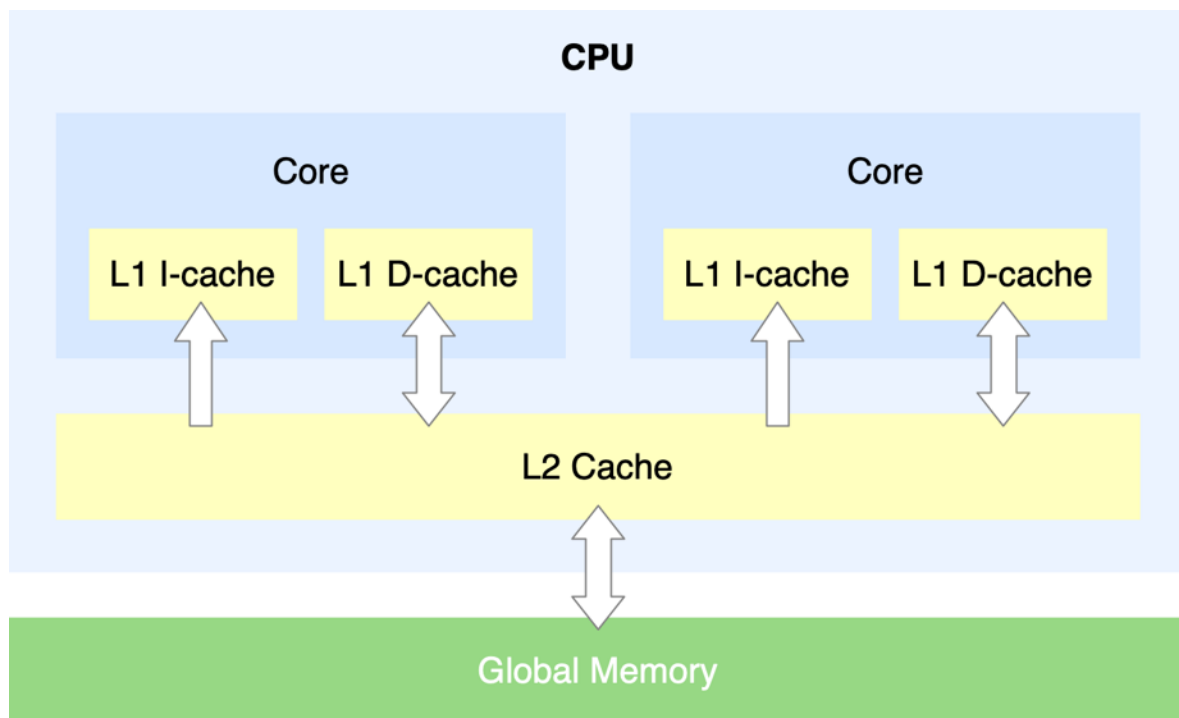 CPU
Core
Core
L1 I-cache
L1 D-cache
L1 I-cache
L1 D-cache
L2 Cache
Global Memory